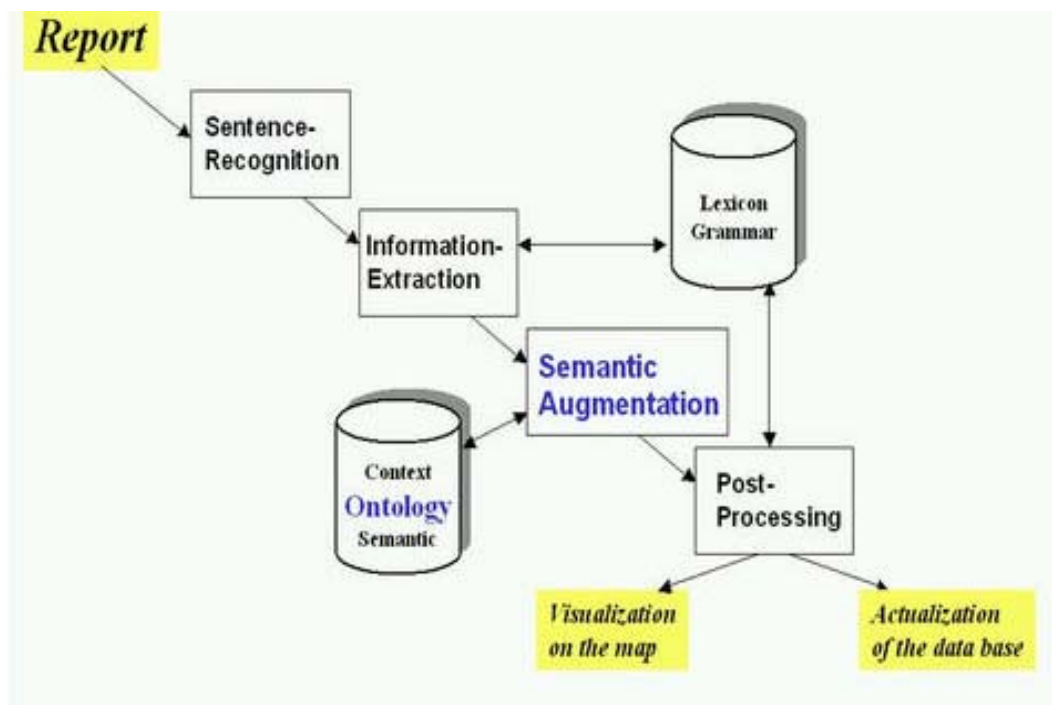 Report
Sentence-
Recognition
Lexicon
Grammar
Information-
Extraction
Semantic
Augmentation
Context
Ontology
Semantic
Post-
Processing
Visualization
on the map
Actualization
of the data base